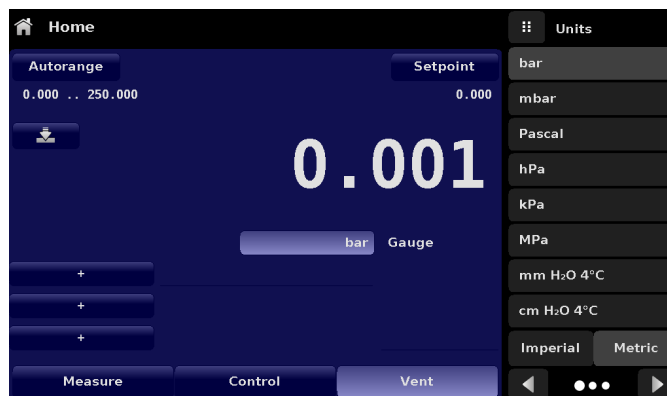 Home
Autorange
Setpoint
0.000 .. 250.000
0.000
0.001
bar
Gauge
+
+
+
Measure
Control
Vent
Units
bar
mbar
Pascal
hPa
kPa
MPa
mm H₂O 4°C
cm H₂O 4°C
Imperial
Metric